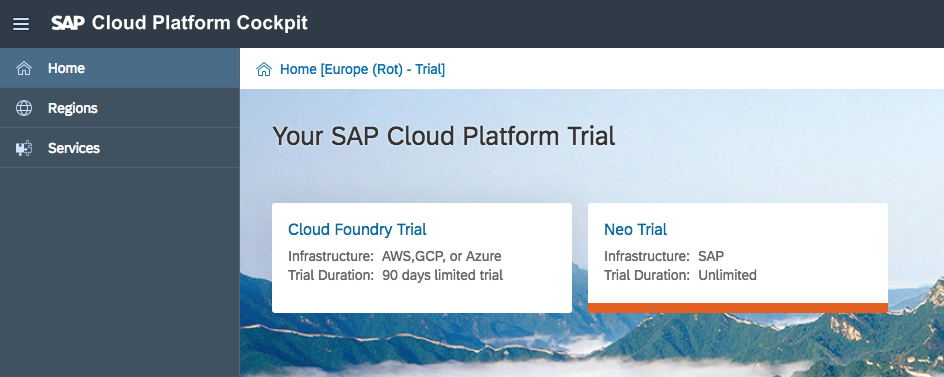 SAP Cloud Platform Cockpit
Home
Regions
Services
Home [Europe (Rot) - Trial]
Your SAP Cloud Platform Trial
Cloud Foundry Trial
Infrastructure: AWS,GCP, or Azure
Trial Duration: 90 days limited trial
Neo Trial
Infrastructure: SAP
Trial Duration: Unlimited